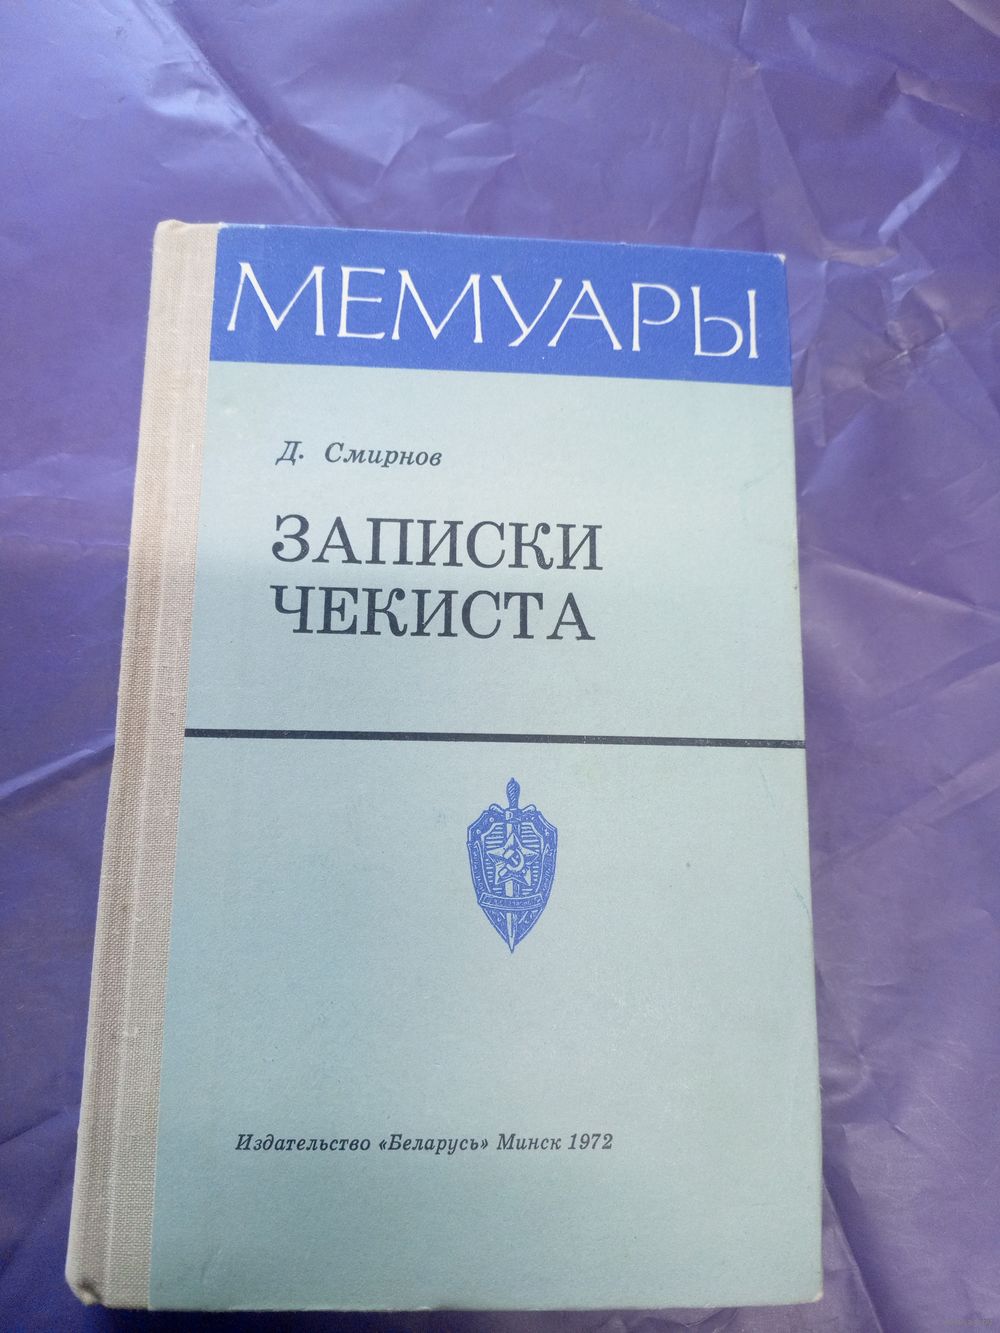 МЕМУАРЫ
Д. Смирнов
ЗАПИСКИ
ЧЕКИСТА
Издательство «Беларусь» Минск 1972